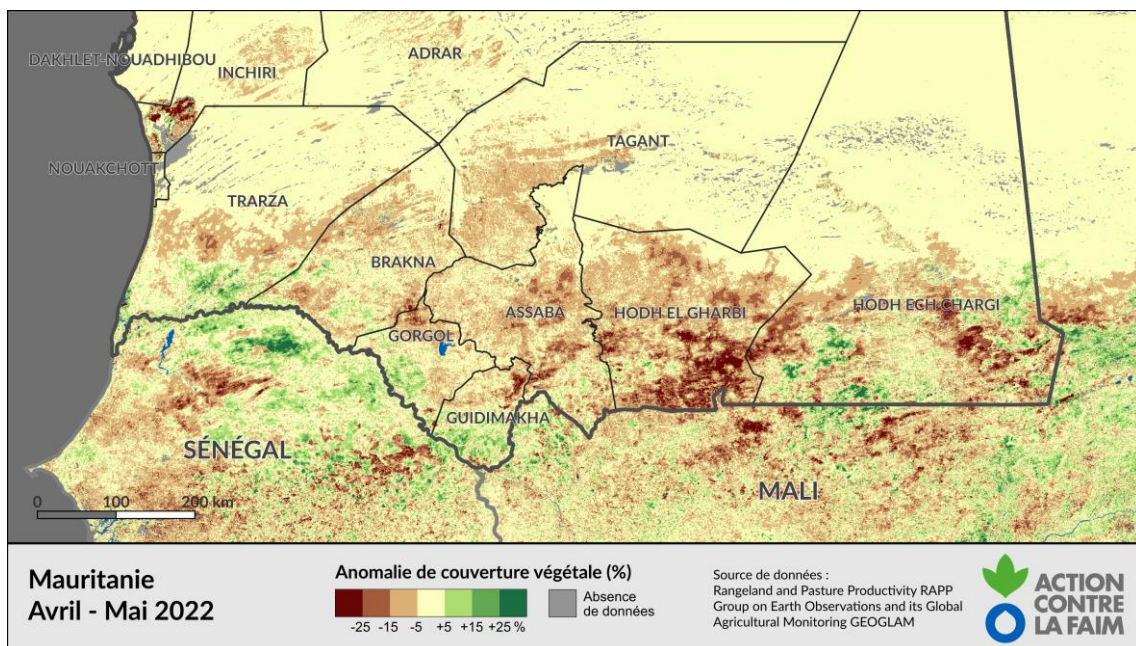 DAKHLET-NOUADHIBOU
INCHIRI
ADRAR
NOUAKCHOTT
TAGANT
TRARZA
BRAKNA
ASSABA
HODH EL GHARBI
HODH ECH CHARGI
GORGOL
GUIDIMAKHA
SÉNÉGAL
MALI
0 100 200 km
Mauritanie
Avril - Mai 2022
Anomalie de couverture végétale (%)
-25 -15 -5 +5 +15 +25 %
Absence
de données
Source de données :
Rangeland and Pasture Productivity RAPP
Group on Earth Observations and its Global
Agricultural Monitoring GEOGLAM
ACTION
CONTRE
LA FAIM